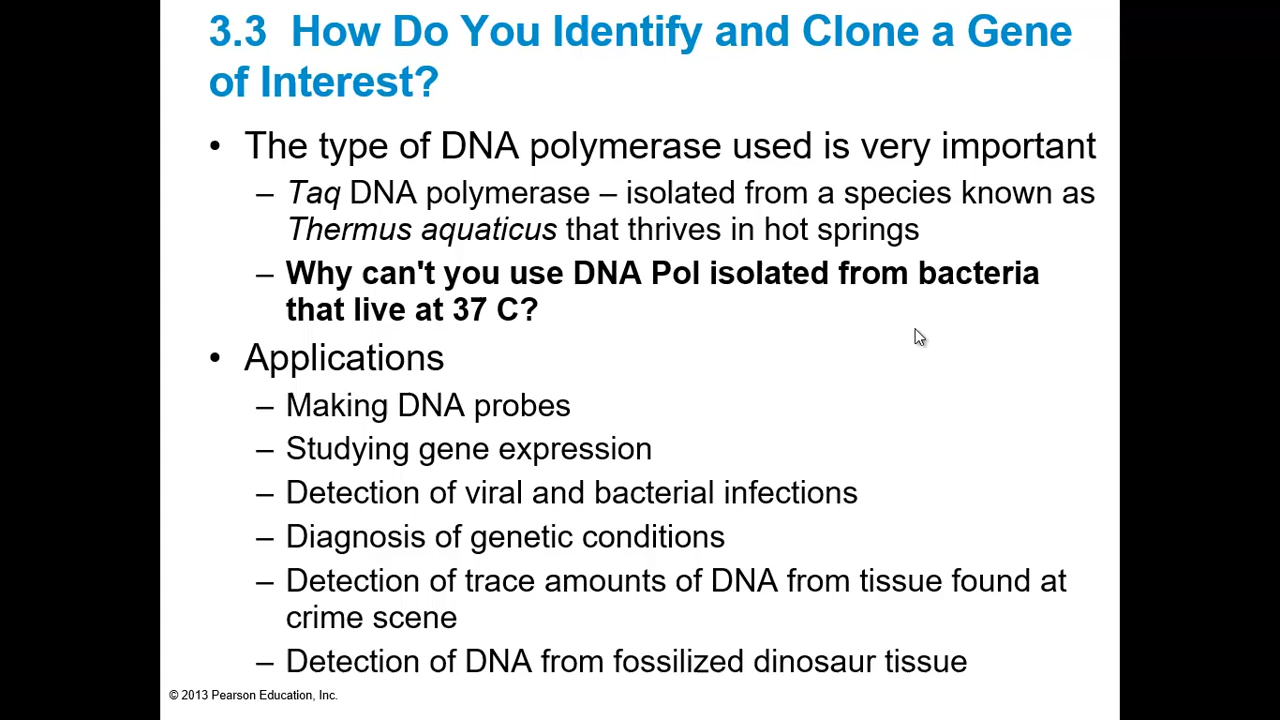 3.3 How Do You Identify and Clone a Gene
of Interest?
• The type of DNA polymerase used is very important
– Taq DNA polymerase – isolated from a species known as
Thermus aquaticus that thrives in hot springs
– Why can't you use DNA Pol isolated from bacteria
that live at 37 C?
• Applications
– Making DNA probes
– Studying gene expression
– Detection of viral and bacterial infections
– Diagnosis of genetic conditions
– Detection of trace amounts of DNA from tissue found at
crime scene
– Detection of DNA from fossilized dinosaur tissue
© 2013 Pearson Education, Inc.